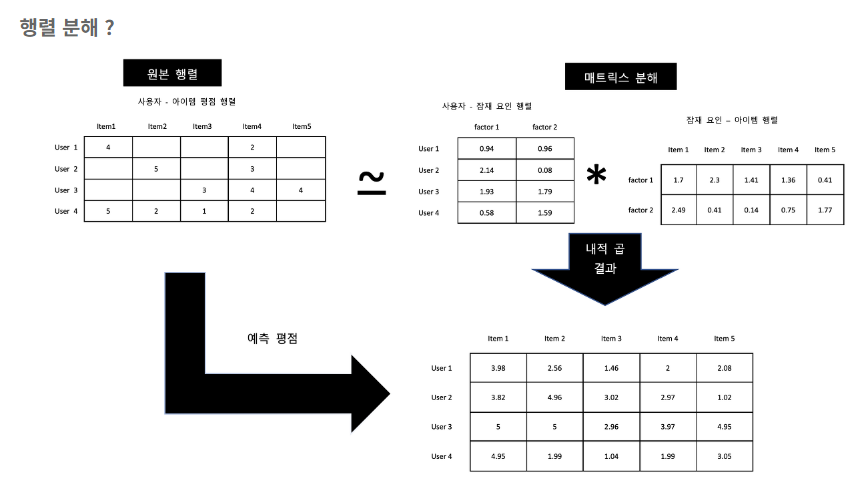 행렬 분해 ?
원본 행렬
사용자 - 아이템 평점 행렬
Item1 Item2 Item3 Item4 Item5
User 1 4 2
User 2 5 3
User 3 3 4 4
User 4 5 2 1 2
≃
매트릭스 분해
사용자 - 잠재 요인 행렬
factor 1 factor 2
User 1 0.94 0.96
User 2 2.14 0.08
User 3 1.93 1.79
User 4 0.58 1.59
*
잠재 요인 – 아이템 행렬
Item 1 Item 2 Item 3 Item 4 Item 5
factor 1 1.7 2.3 1.41 1.36 0.41
factor 2 2.49 0.41 0.14 0.75 1.77
내적 곱
결과
예측 평점
Item 1 Item 2 Item 3 Item 4 Item 5
User 1 3.98 2.56 1.46 2 2.08
User 2 3.82 4.96 3.02 2.97 1.02
User 3 5 5 2.96 3.97 4.95
User 4 4.95 1.99 1.04 1.99 3.05